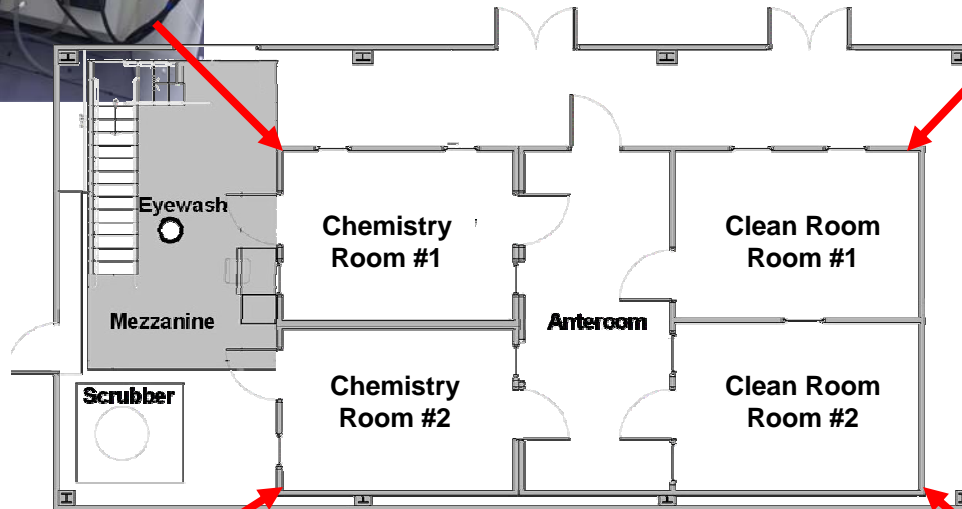 Eyewash
Chemistry
Room #1
Clean Room
Room #1
Mezzanine
Anteroom
Scrubber
Chemistry
Room #2
Clean Room
Room #2